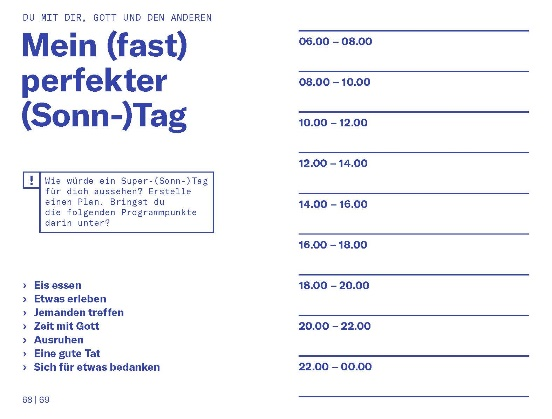 DU MIT DIR, GOTT UND DEN ANDEREN
Mein (fast)
perfekter
(Sonn-)Tag
! Wie würde ein Super-(Sonn-)Tag
für dich aussehen? Erstelle
einen Plan. Bringst du
die folgenden Programmpunkte
darin unter?
› Eis essen
› Etwas erleben
› Jemanden treffen
› Zeit mit Gott
› Ausruhen
› Eine gute Tat
› Sich für etwas bedanken
68 | 69
06.00 – 08.00
08.00 – 10.00
10.00 – 12.00
12.00 – 14.00
14.00 – 16.00
16.00 – 18.00
18.00 – 20.00
20.00 – 22.00
22.00 – 00.00